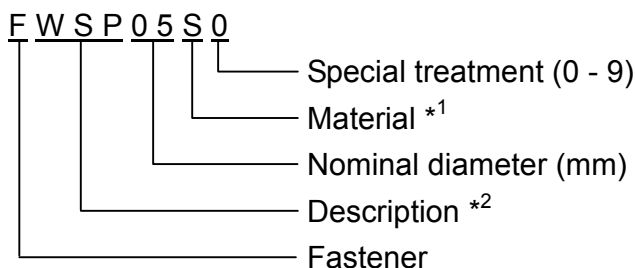 F W S P 0 5 S 0
Special treatment (0 - 9)
Material *1
Nominal diameter (mm)
Description *2
Fastener